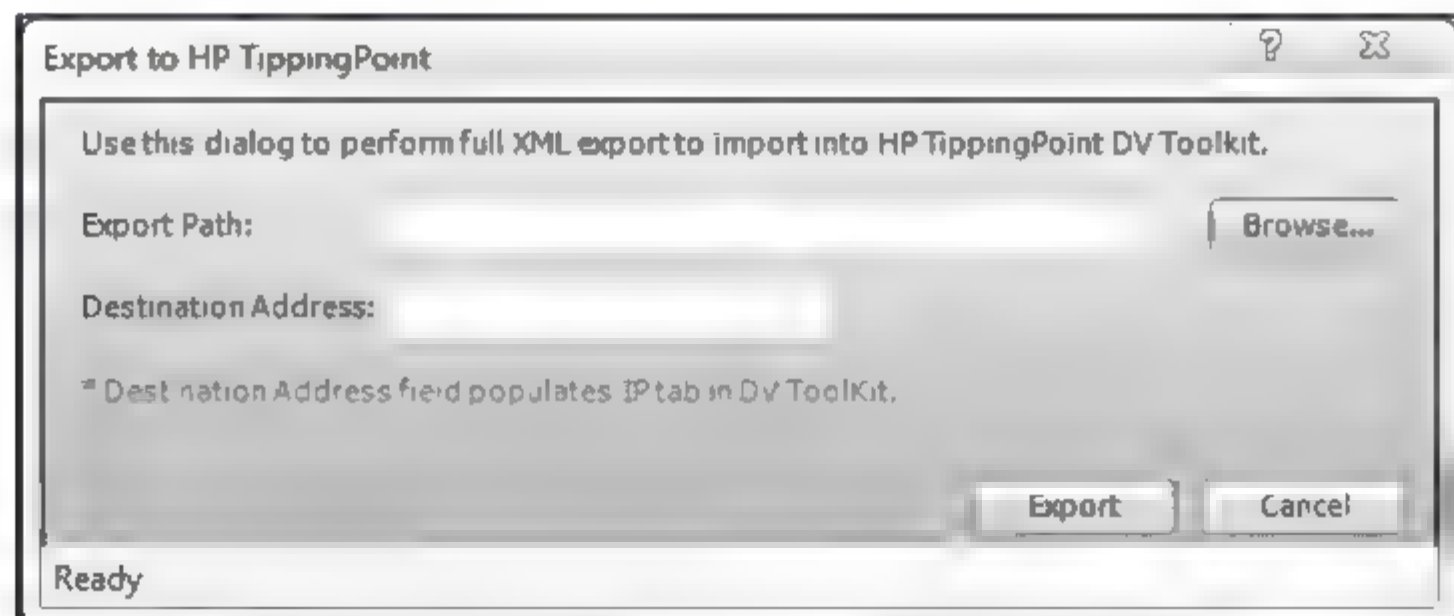 Export to HP TippingPoint
Use this dialog to perform full XML export to import into HP TippingPoint DV Toolkit.
Export Path:
Browse...
Destination Address:
* Destination Address field populates IP tab in DV ToolKit.
Export
Cancel
Ready